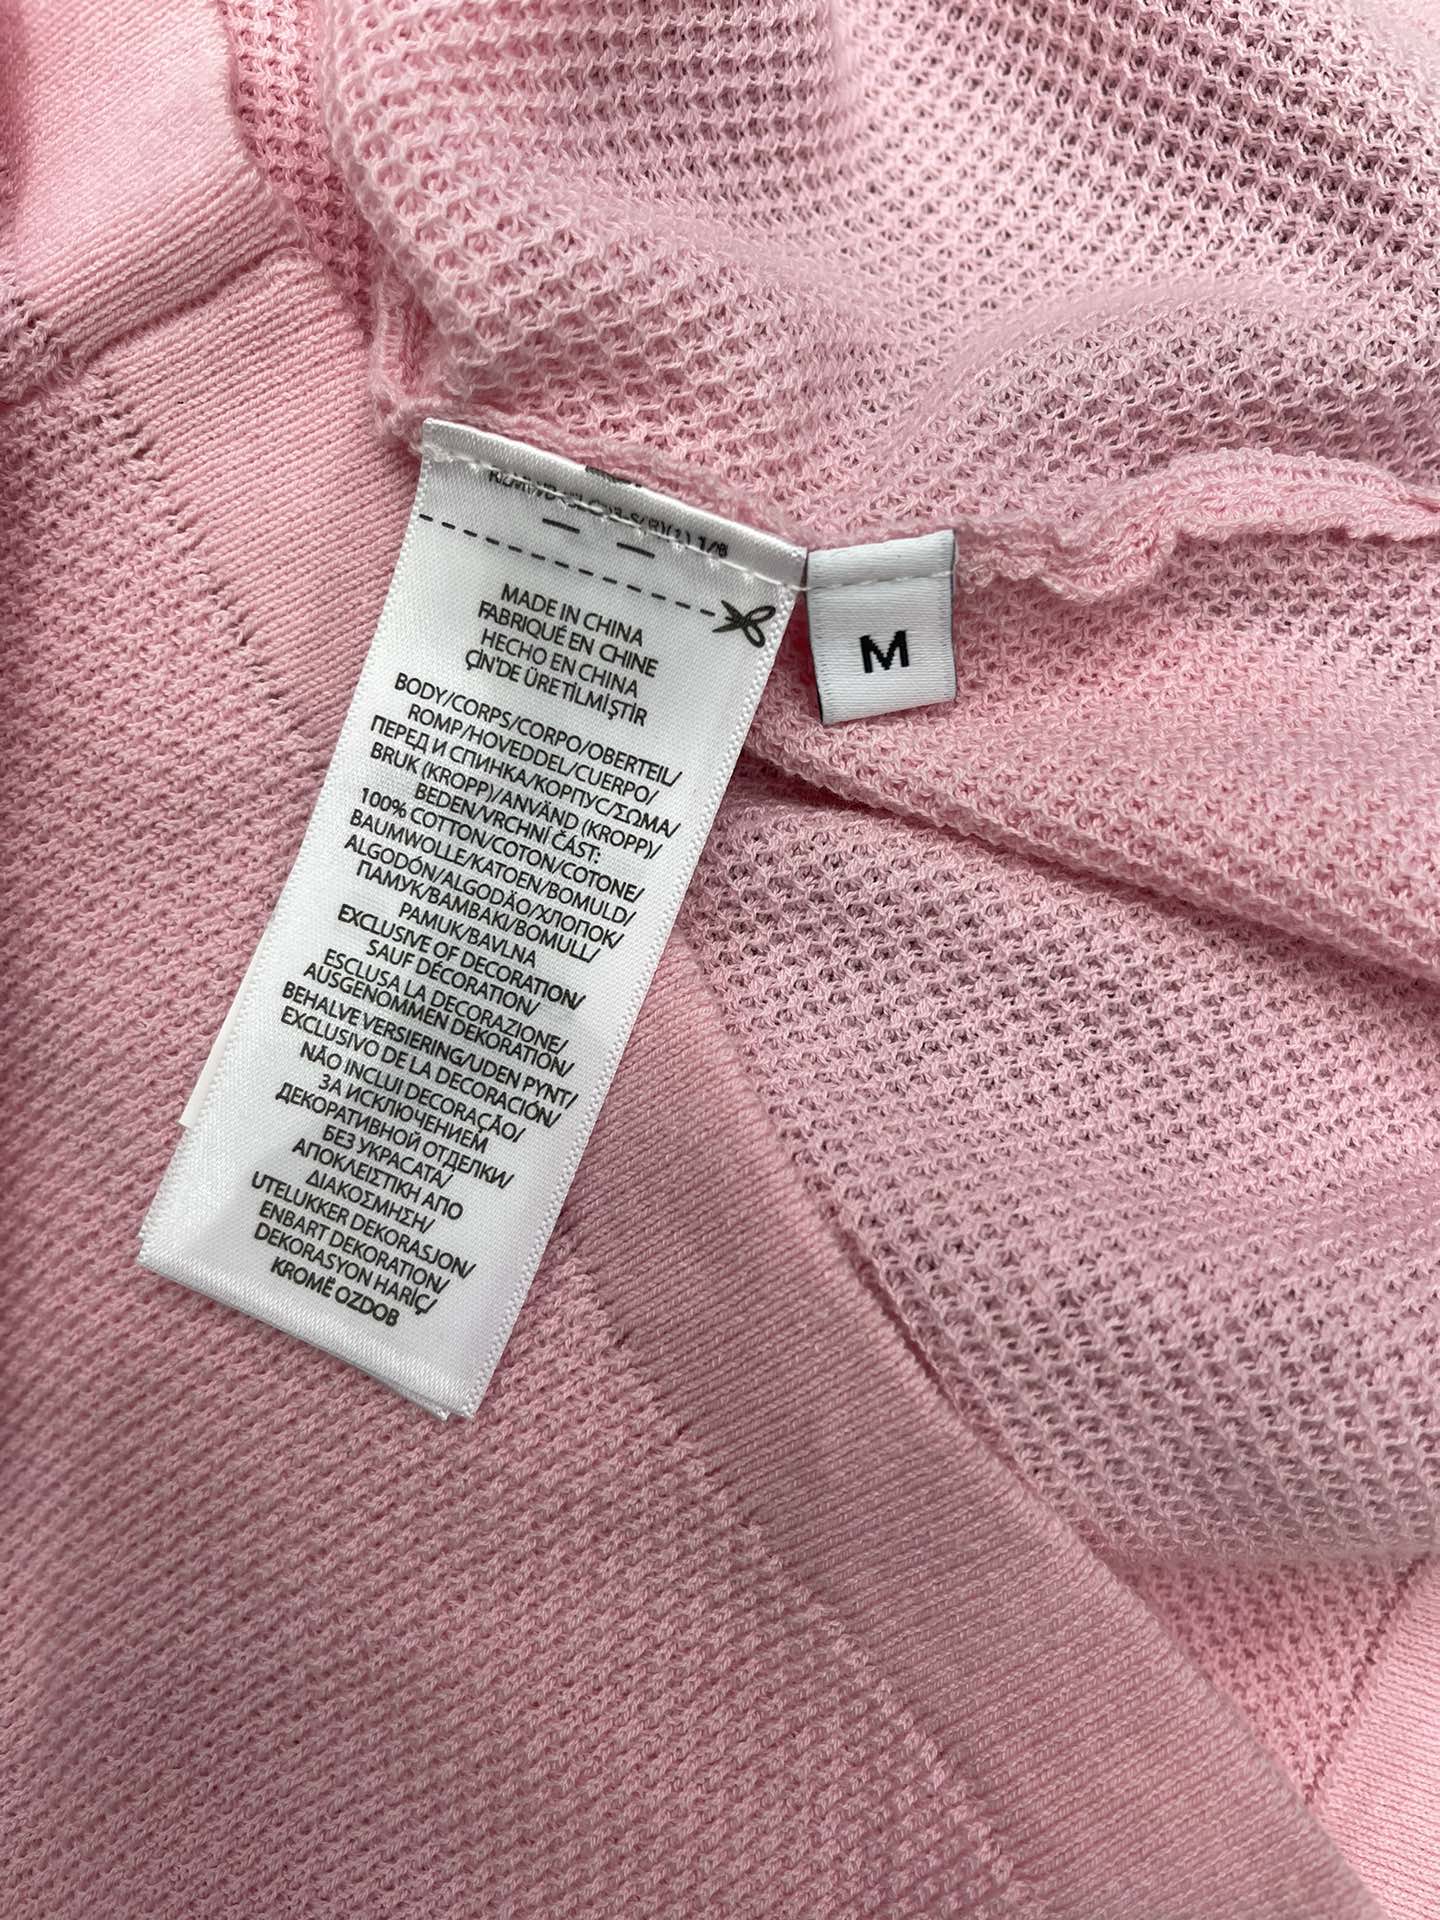 MADE IN CHINA
FABRIQUÉ EN CHINE
HECHO EN CHINA
ÇİN'DE ÜRETİLMİŞTİR
BODY/CORPS/CORPO/OBERTEIL/
ROMP/HOVEDDEL/CUERPO/
ПЕРЕД И СПИНКА/КОРПУС/ΣΩΜΑ/
BRUK (KROPP)/ANVÄND (KROPP)/
BEDEN/VRCHNÍ ČÁST:
100% COTTON/COTON/COTONE/
BAUMWOLLE/KATOEN/BOMULD/
ALGODÓN/ALGODÃO/ХЛОПОК/
ПАМУК/BAMBAKI/BOMULL/
PAMUK/BAVLNA
EXCLUSIVE OF DECORATION/
SAUF DÉCORATION/
ESCLUSA LA DECORAZIONE/
AUSGENOMMEN DEKORATION/
BEHALVE VERSIERING/UDEN PYNT/
EXCLUSIVO DE LA DECORACIÓN/
NÃO INCLUI DECORAÇÃO/
ЗА ИСКЛЮЧЕНИЕМ
ДЕКОРАТИВНОЙ ОТДЕЛКИ/
БЕЗ УКРАСАТА/
ΑΠΟΚΛΕΙΣΤΙΚΗ ΑΠΟ
ΔΙΑΚΟΣΜΗΣΗ/
UTELUKKER DEKORASJON/
ENBART DEKORATION/
DEKORASYON HARİÇ/
KROMĚ OZDOB
M